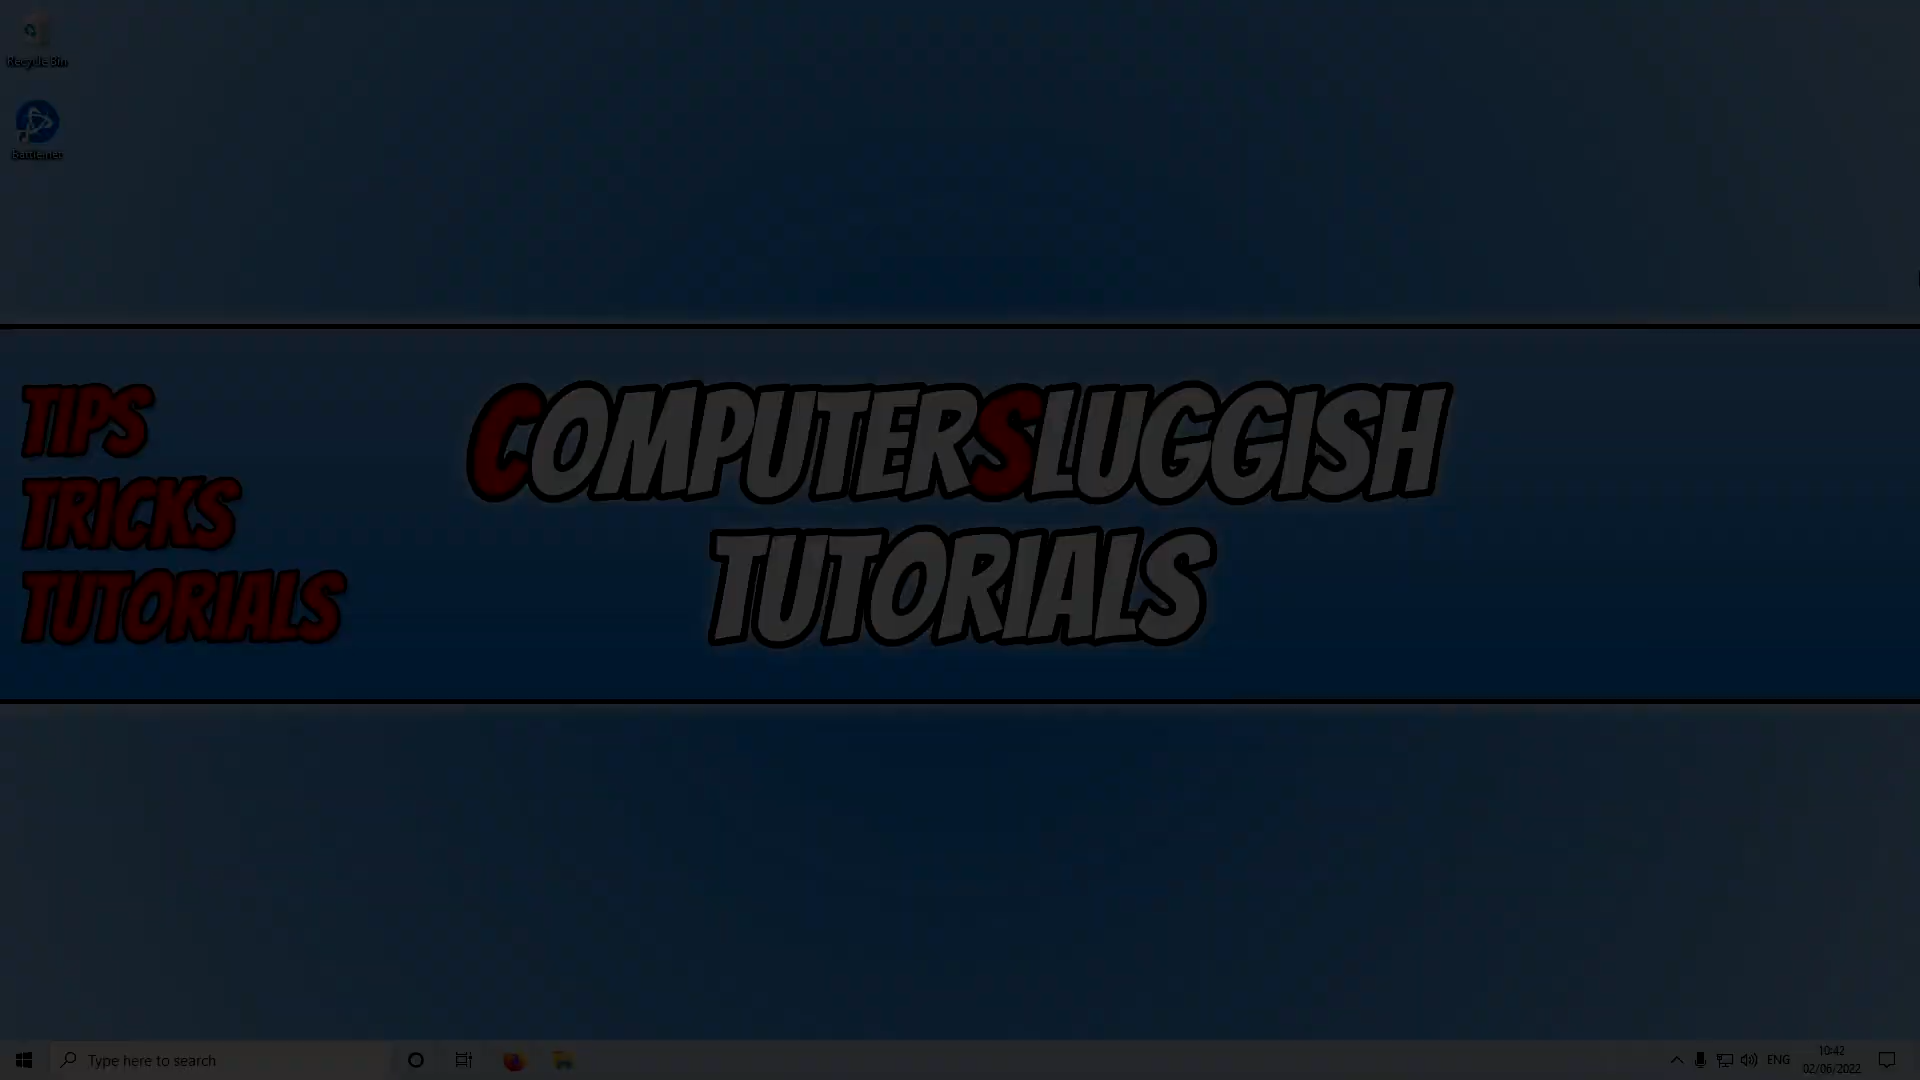 Recycle Bin
Battle.net
TIPS
TRICKS
TUTORIALS
COMPUTERSLUGGISH
TUTORIALS
Type here to search
ENG
10:42
02/06/2022